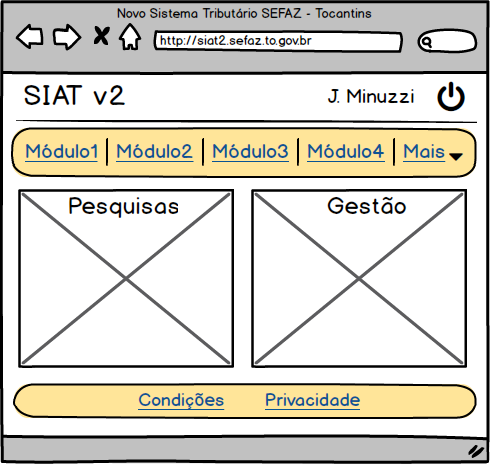 Novo Sistema Tributário SEFAZ - Tocantins
http://siat2.sefaz.to.gov.br
SIAT v2
J. Minuzzi
Módulo1 | Módulo2 | Módulo3 | Módulo4 | Mais
Pesquisas
Gestão
Condições
Privacidade